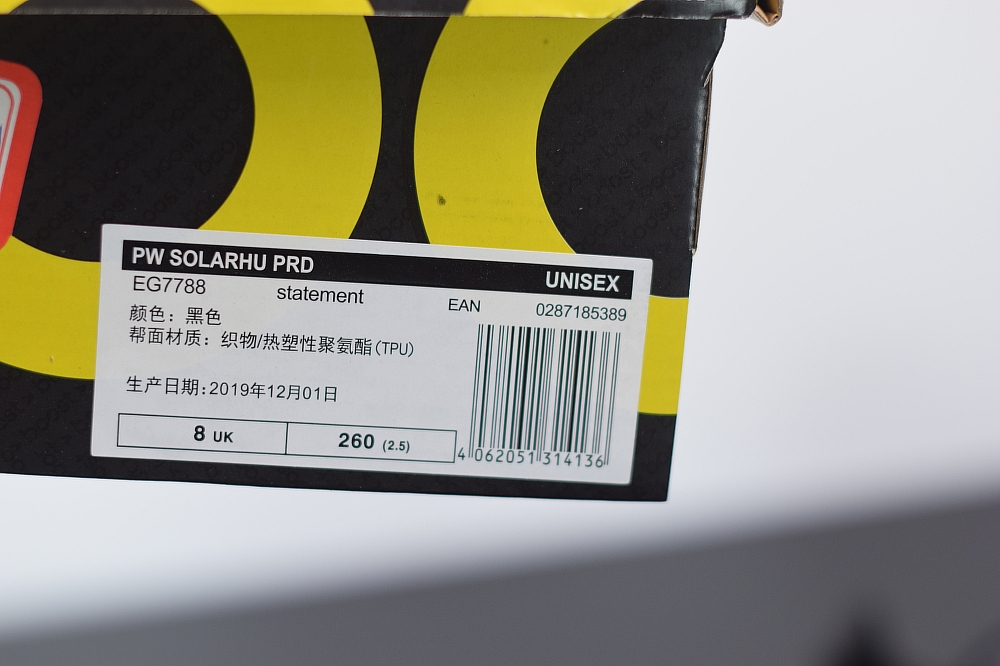 PW SOLARHU PRD UNISEX
EG7788 statement EAN 0287185389
颜色：黑色
帮面材质：织物/热塑性聚氨酯(TPU)
生产日期:2019年12月01日
8 UK 260 (2.5)
4 062051 314136